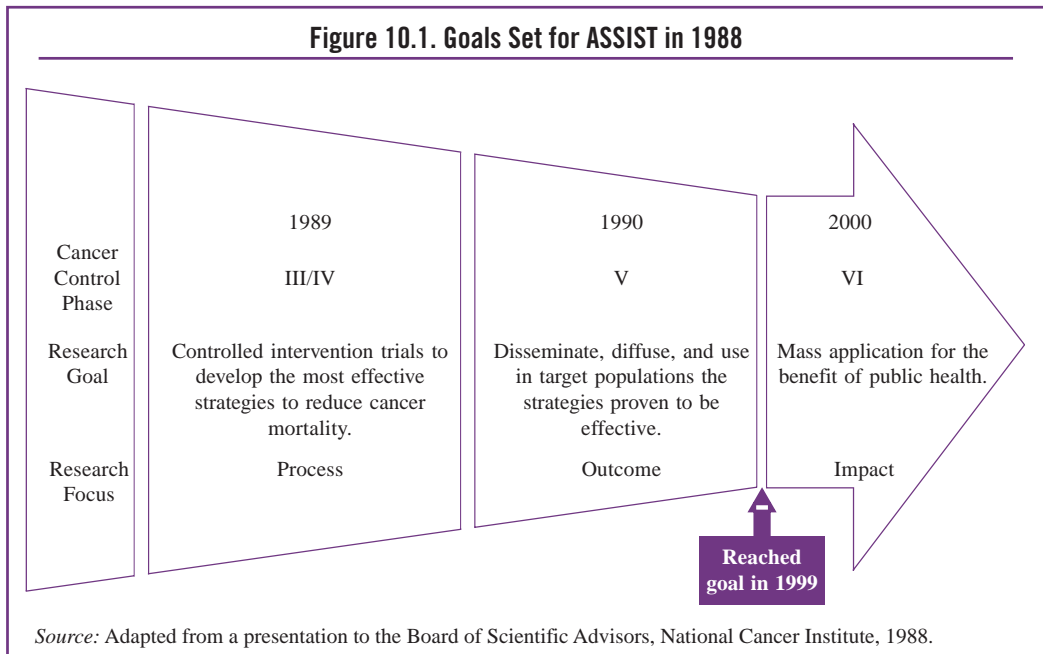 Figure 10.1. Goals Set for ASSIST in 1988
1989
1990
2000
Cancer
Control
Phase
III/IV
V
VI
Research
Goal
Controlled intervention trials to
develop the most effective
strategies to reduce cancer
mortality.
Disseminate, diffuse, and use
in target populations the
strategies proven to be
effective.
Mass application for the
benefit of public health.
Research
Focus
Process
Outcome
Impact
Reached
goal in 1999
Source: Adapted from a presentation to the Board of Scientific Advisors, National Cancer Institute, 1988.